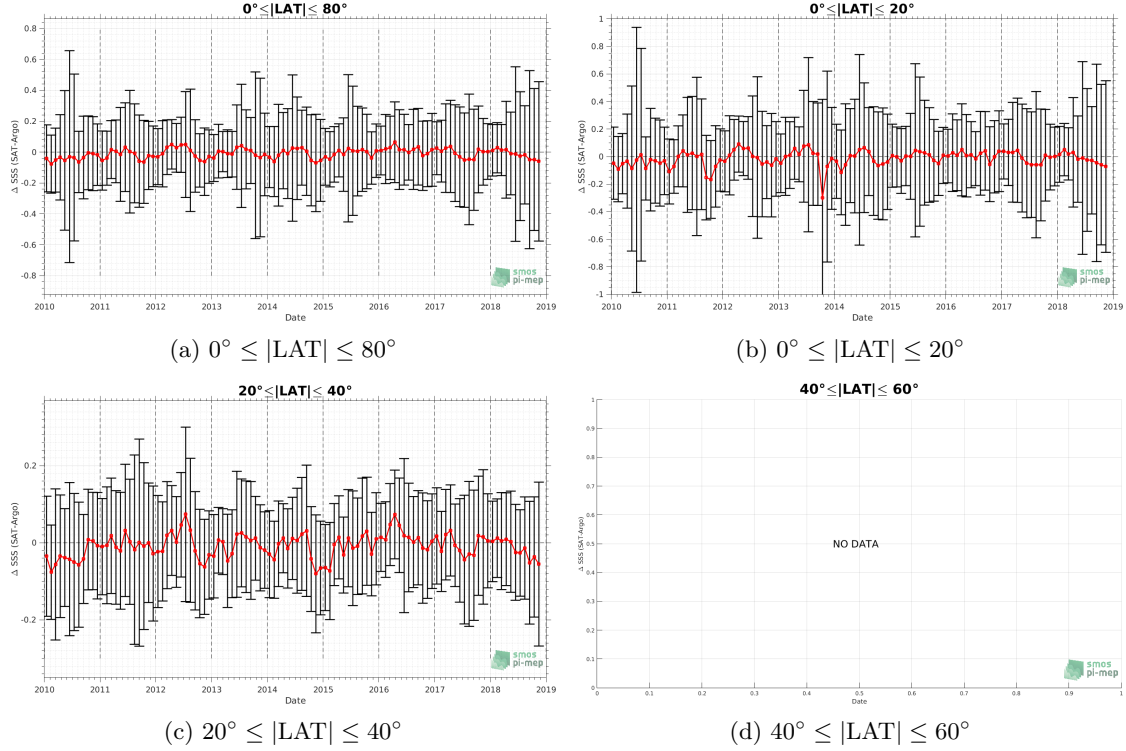 0°≤|LAT|≤ 80°
Δ SSS (SAT-Argo)
0.8
0.6
0.4
0.2
0
-0.2
-0.4
-0.6
-0.8
2010 2011 2012 2013 2014 2015 2016 2017 2018 2019
Date
smos
pi-mep
(a) 0° ≤ |LAT| ≤ 80°
0°≤|LAT|≤ 20°
Δ SSS (SAT-Argo)
1
0.8
0.6
0.4
0.2
0
-0.2
-0.4
-0.6
-0.8
-1
2010 2011 2012 2013 2014 2015 2016 2017 2018 2019
Date
smos
pi-mep
(b) 0° ≤ |LAT| ≤ 20°
20°≤|LAT|≤ 40°
Δ SSS (SAT-Argo)
0.2
0
-0.2
2010 2011 2012 2013 2014 2015 2016 2017 2018 2019
Date
smos
pi-mep
(c) 20° ≤ |LAT| ≤ 40°
40°≤|LAT|≤ 60°
Δ SSS (SAT-Argo)
1
0.9
0.8
0.7
0.6
0.5
0.4
0.3
0.2
0.1
0
NO DATA
0 0.1 0.2 0.3 0.4 0.5 0.6 0.7 0.8 0.9 1
Date
smos
pi-mep
(d) 40° ≤ |LAT| ≤ 60°